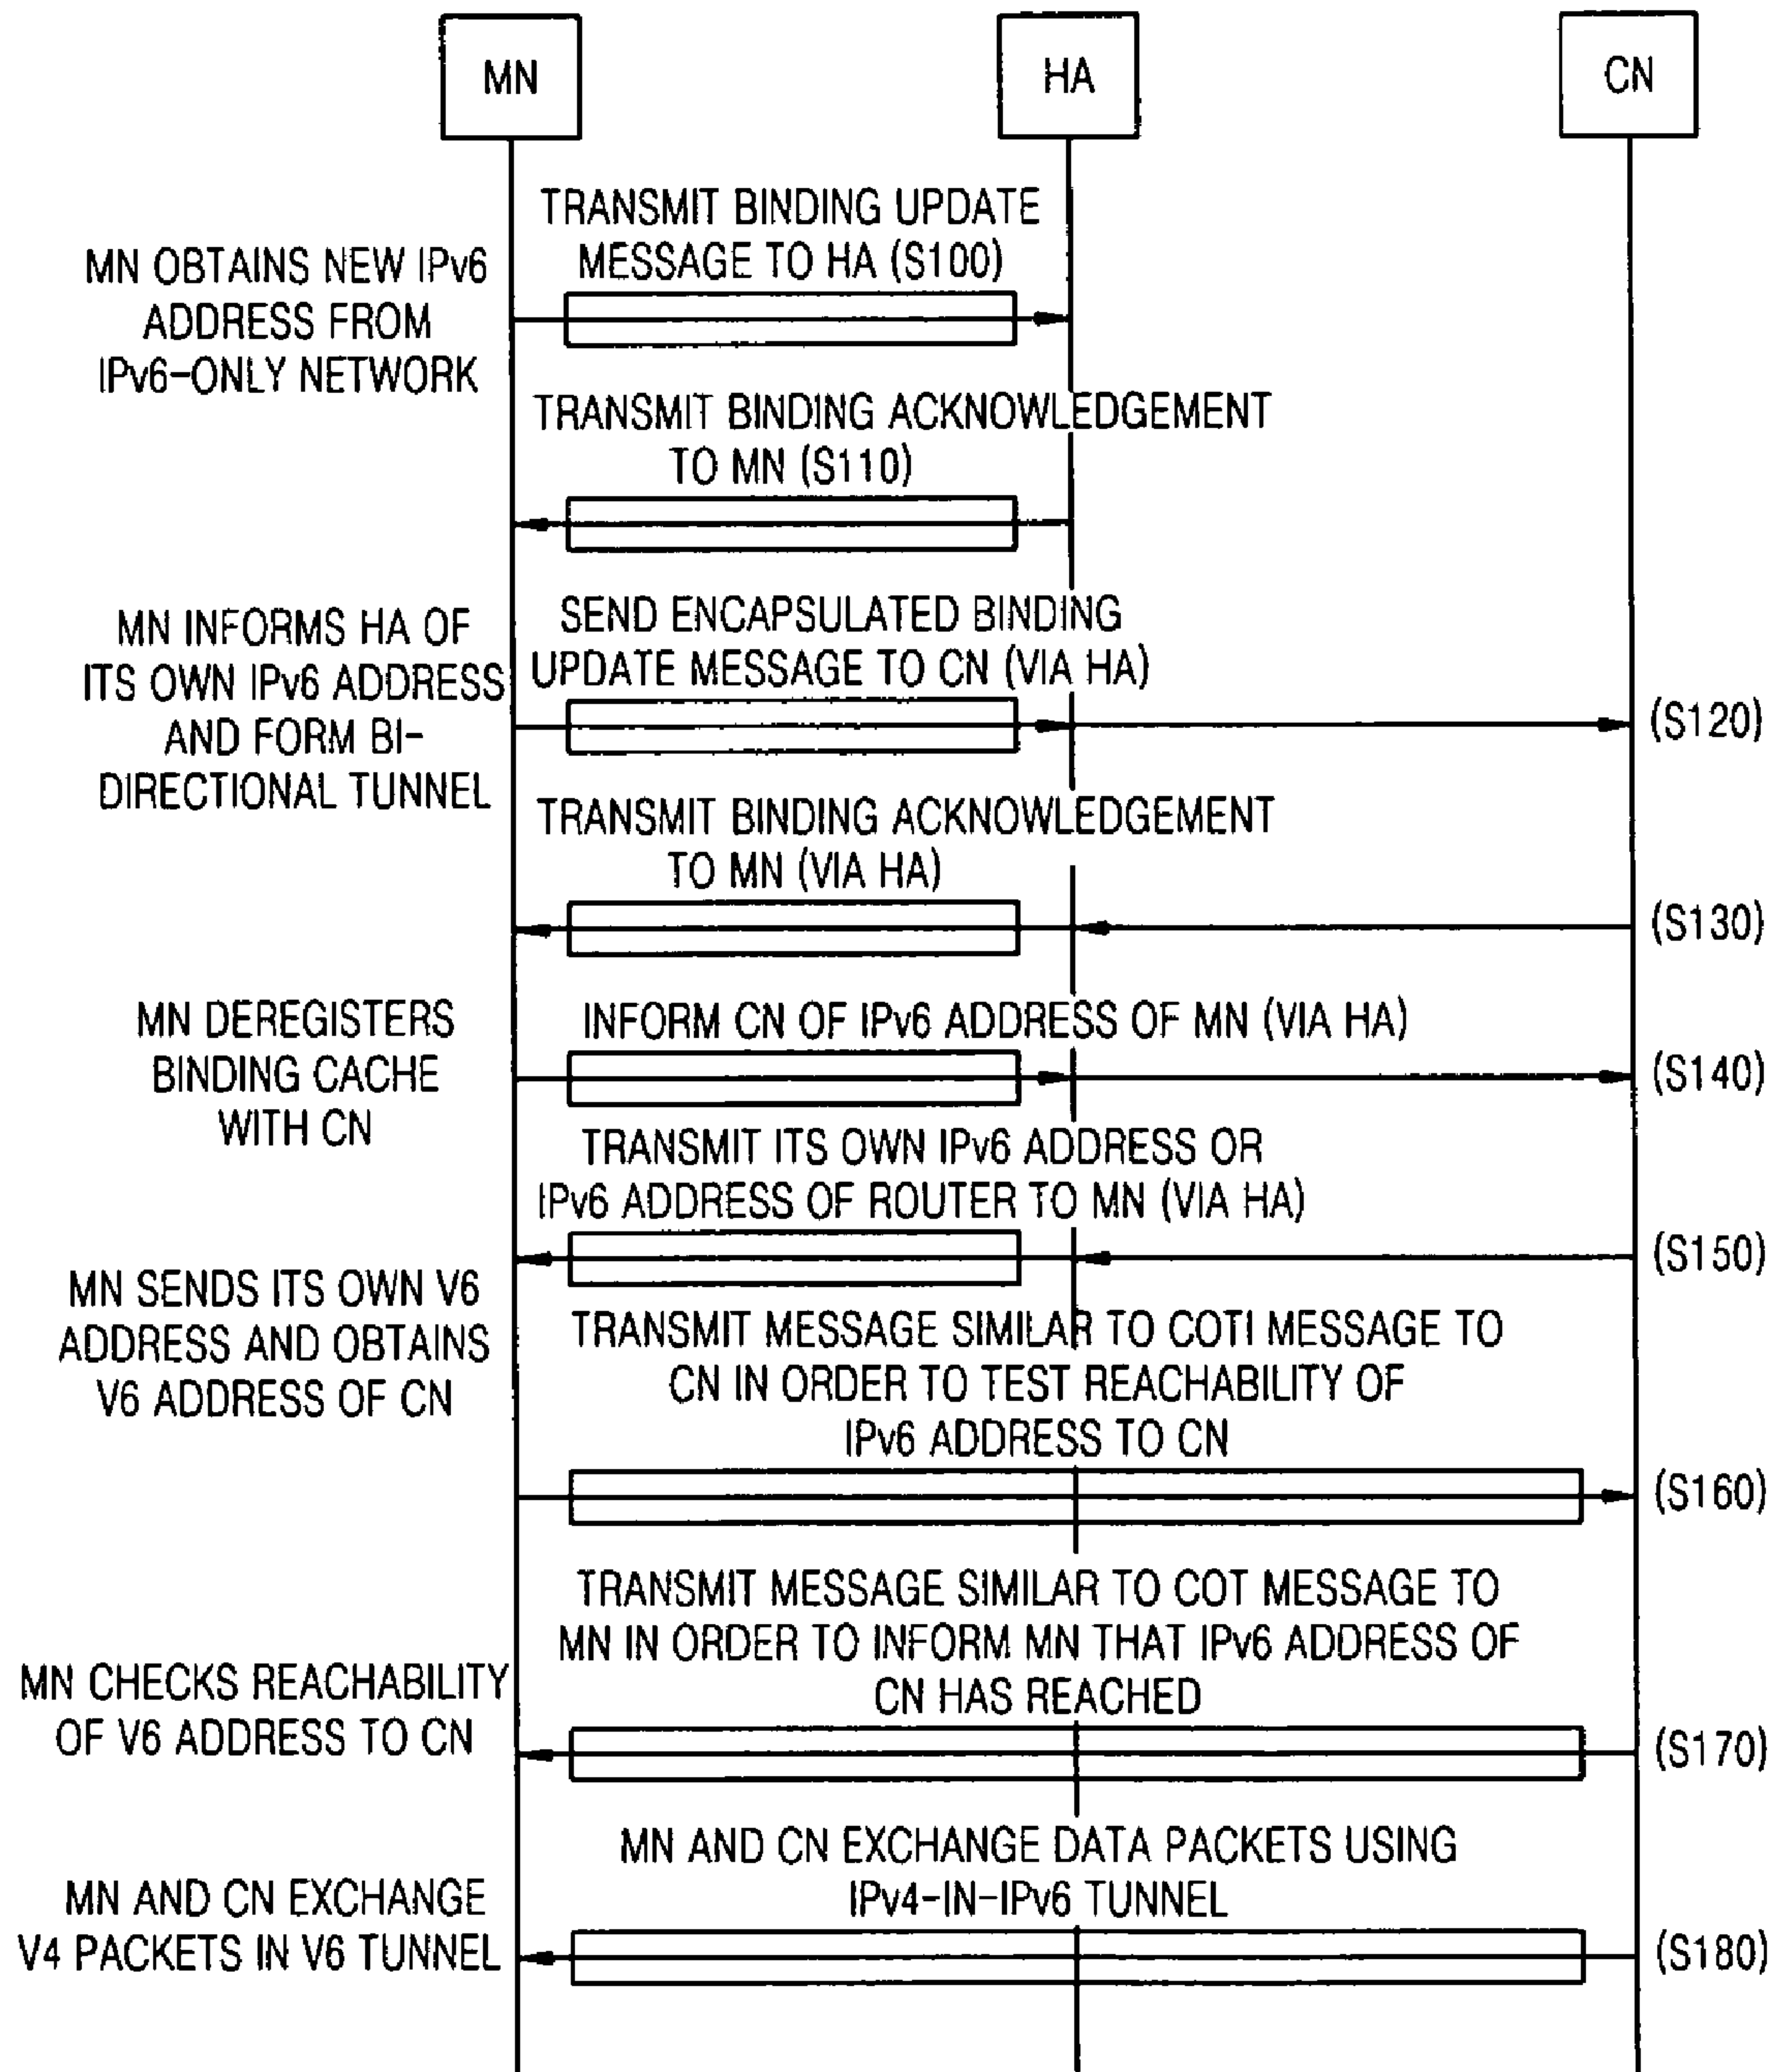 MN
HA
CN
TRANSMIT BINDING UPDATE
MESSAGE TO HA (S100)
MN OBTAINS NEW IPv6
ADDRESS FROM
IPv6-ONLY NETWORK
TRANSMIT BINDING ACKNOWLEDGEMENT
TO MN (S110)
MN INFORMS HA OF
ITS OWN IPv6 ADDRESS
AND FORM BI-
DIRECTIONAL TUNNEL
SEND ENCAPSULATED BINDING
UPDATE MESSAGE TO CN (VIA HA)
(S120)
TRANSMIT BINDING ACKNOWLEDGEMENT
TO MN (VIA HA)
(S130)
MN DEREGISTERS
BINDING CACHE
WITH CN
INFORM CN OF IPv6 ADDRESS OF MN (VIA HA)
(S140)
TRANSMIT ITS OWN IPv6 ADDRESS OR
IPv6 ADDRESS OF ROUTER TO MN (VIA HA)
(S150)
MN SENDS ITS OWN V6
ADDRESS AND OBTAINS
V6 ADDRESS OF CN
TRANSMIT MESSAGE SIMILAR TO COTI MESSAGE TO
CN IN ORDER TO TEST REACHABILITY OF
IPv6 ADDRESS TO CN
(S160)
TRANSMIT MESSAGE SIMILAR TO COT MESSAGE TO
MN IN ORDER TO INFORM MN THAT IPv6 ADDRESS OF
CN HAS REACHED
MN CHECKS REACHABILITY
OF V6 ADDRESS TO CN
(S170)
MN AND CN EXCHANGE DATA PACKETS USING
IPv4-IN-IPv6 TUNNEL
MN AND CN EXCHANGE
V4 PACKETS IN V6 TUNNEL
(S180)